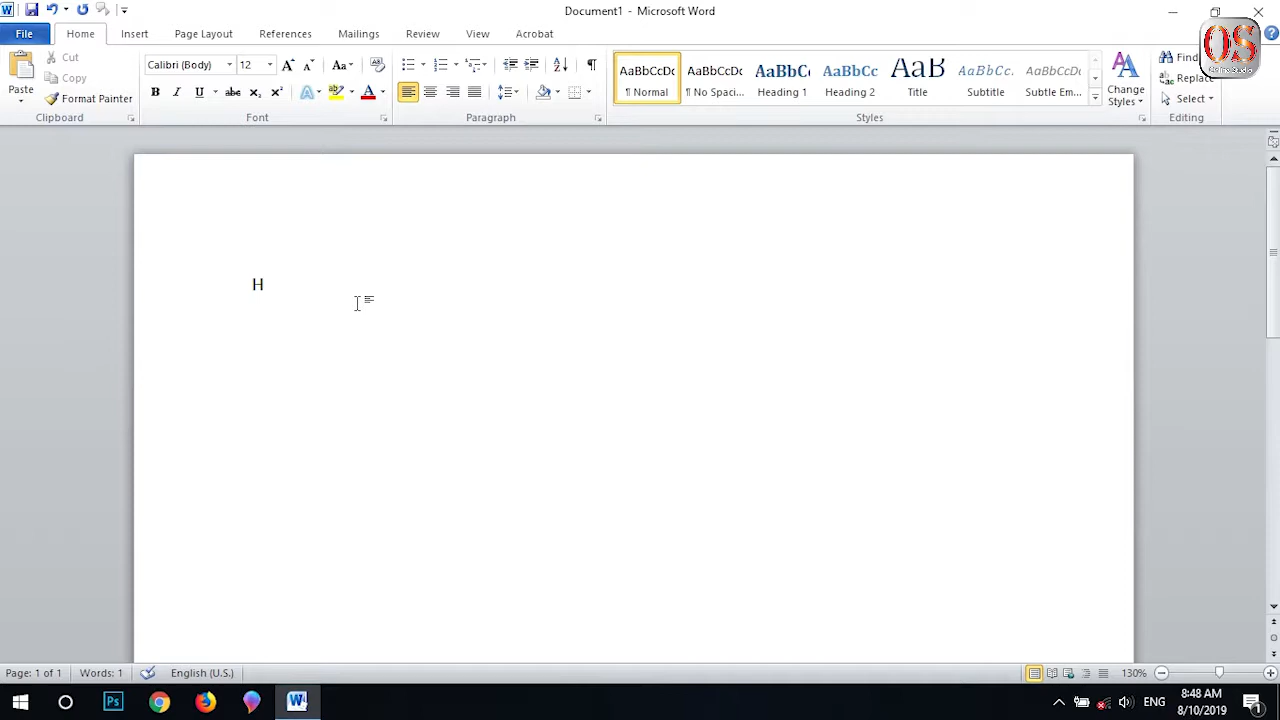 Document1 - Microsoft Word
File Home Insert Page Layout References Mailings Review View Acrobat
OS
Paste
Cut
Copy
Format Painter
Clipboard
Calibri (Body) 12
Font
Paragraph
AaBbCcDc AaBbCcDc AaBbC AaBbCc AaB AaBbCc. AaBbCcDc
¶ Normal ¶ No Spaci... Heading 1 Heading 2 Title Subtitle Subtle Em...
Change
Styles
Styles
Find
Replace
Select
Editing
H
Page: 1 of 1 Words: 1 English (U.S.) 130%
Ps W ENG
8:48 AM
8/10/2019
1